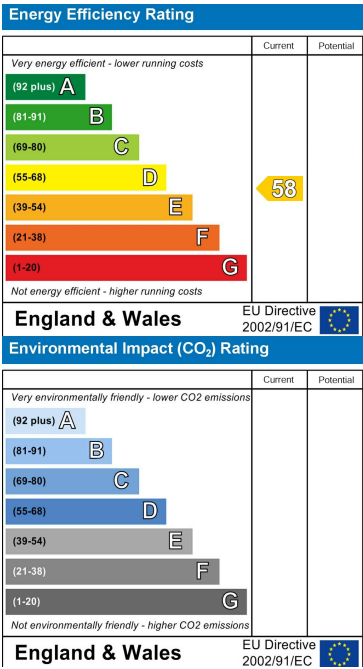 Energy Efficiency Rating
Current Potential
Very energy efficient - lower running costs
(92 plus) A
(81-91) B
(69-80) C
(55-68) D
58
(39-54) E
(21-38) F
(1-20) G
Not energy efficient - higher running costs
England & Wales
EU Directive
2002/91/EC
Environmental Impact (CO₂) Rating
Current Potential
Very environmentally friendly - lower CO2 emissions
(92 plus) A
(81-91) B
(69-80) C
(55-68) D
(39-54) E
(21-38) F
(1-20) G
Not environmentally friendly - higher CO2 emissions
England & Wales
EU Directive
2002/91/EC